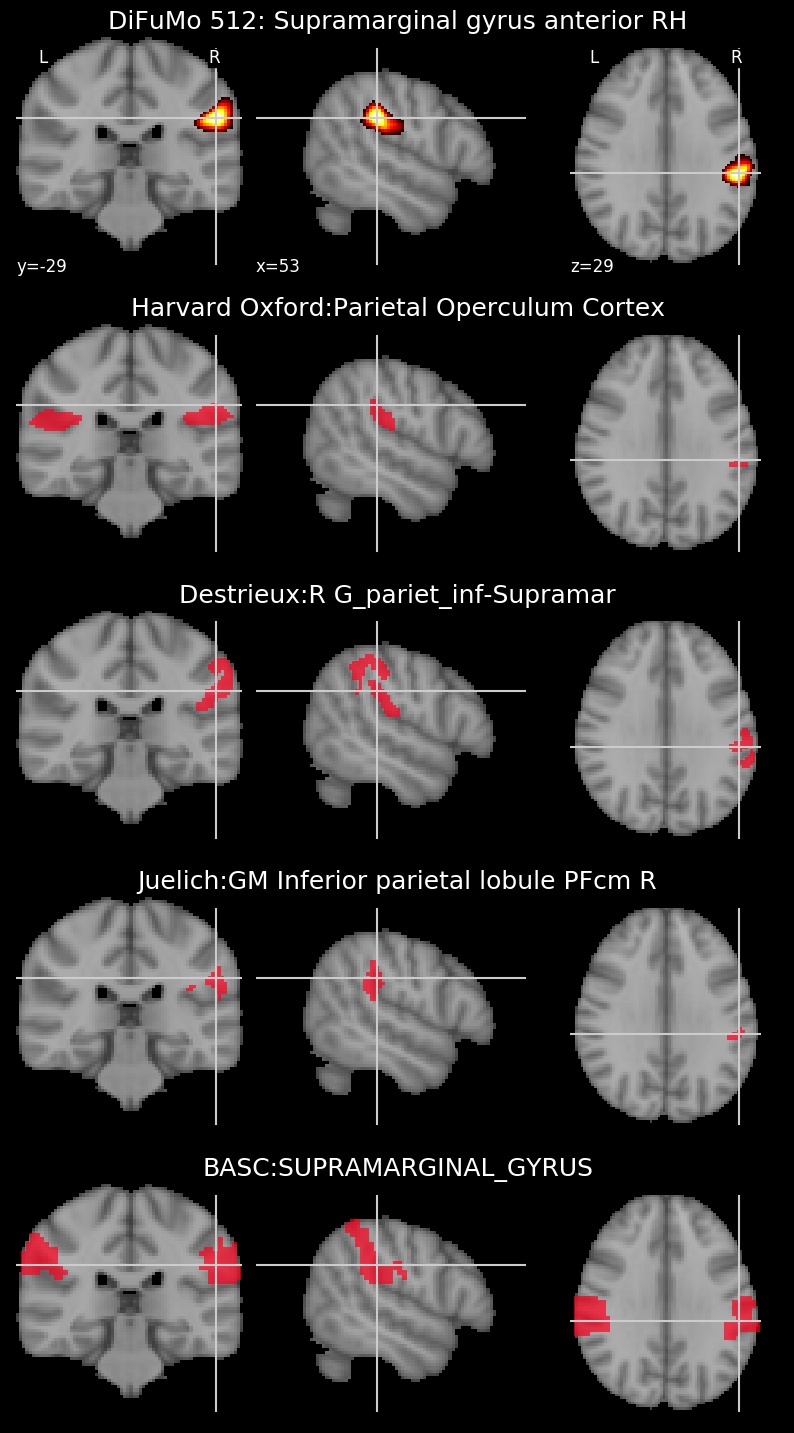 DiFuMo 512: Supramarginal gyrus anterior RH
L R L R
y=-29 x=53 z=29
Harvard Oxford:Parietal Operculum Cortex
Destrieux:R G_pariet_inf-Supramar
Juelich:GM Inferior parietal lobule PFcm R
BASC:SUPRAMARGINAL_GYRUS